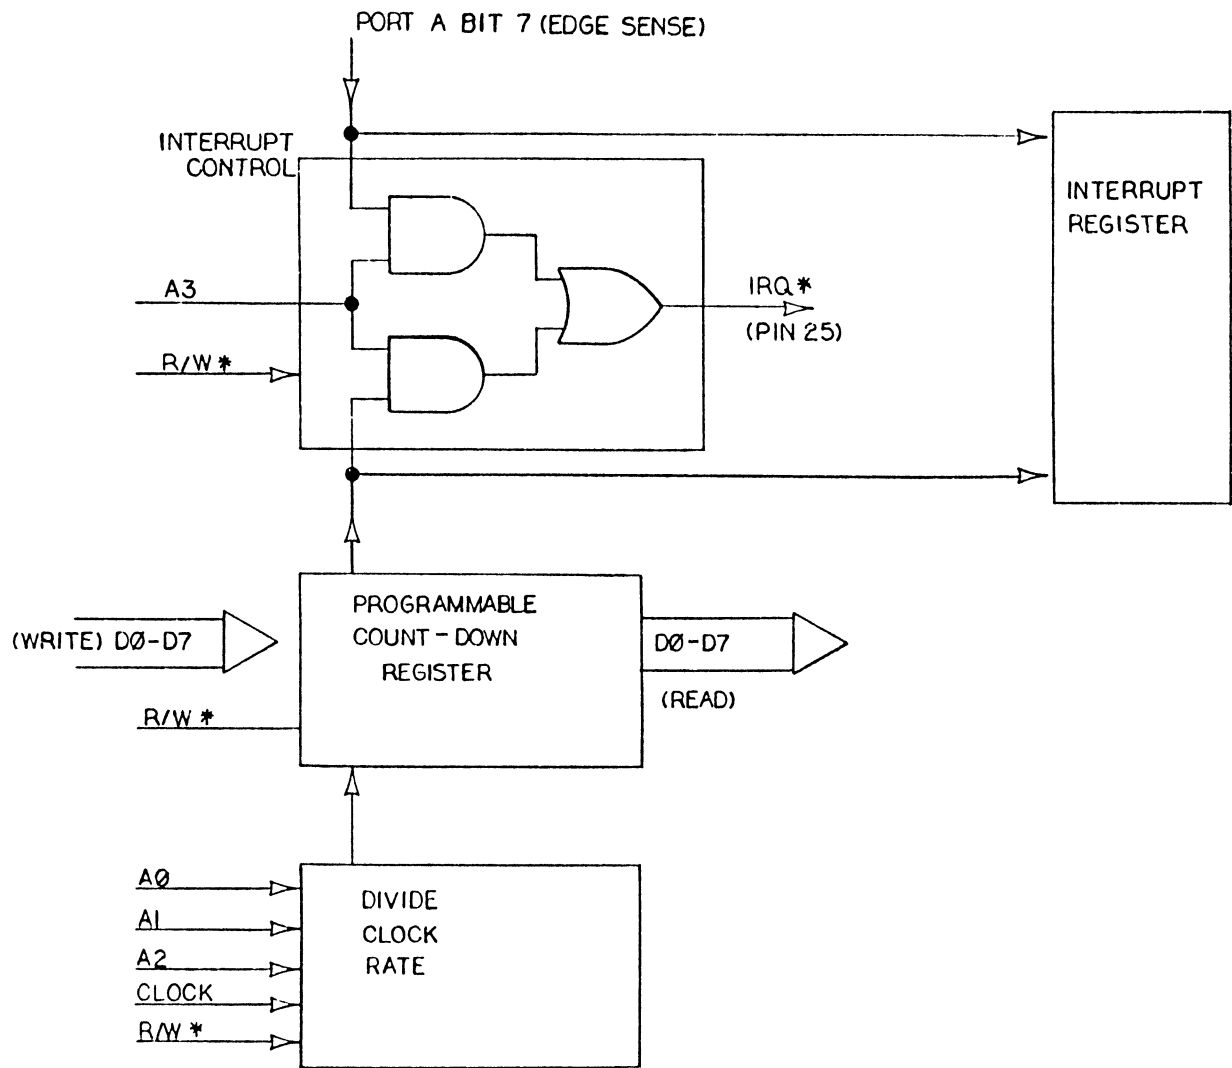 PORT A BIT 7 (EDGE SENSE)
INTERRUPT
CONTROL
INTERRUPT
REGISTER
A3
IRQ*
(PIN 25)
R/W*
PROGRAMMABLE
COUNT-DOWN
REGISTER
(WRITE) DØ-D7
DØ-D7
(READ)
R/W*
AØ
A1
A2
CLOCK
R/W*
DIVIDE
CLOCK
RATE